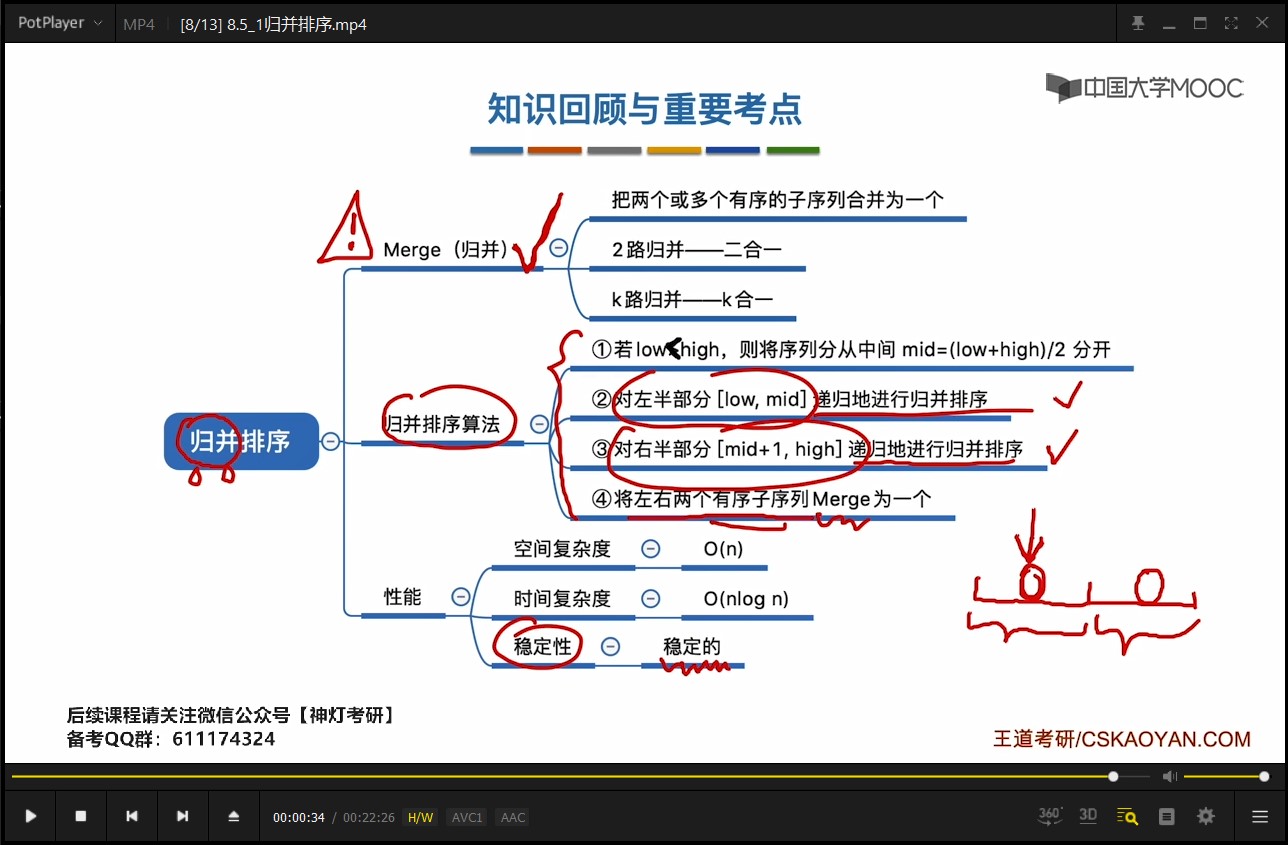 PotPlayer MP4 [8/13] 8.5_1归并排序.mp4
中国大学MOOC
知识回顾与重要考点
把两个或多个有序的子序列合并为一个
Merge（归并）
2路归并——二合一
k路归并——k合一
①若low<high，则将序列分从中间 mid=(low+high)/2 分开
②对左半部分 [low, mid] 递归地进行归并排序
归并排序算法
归并排序
③对右半部分 [mid+1, high] 递归地进行归并排序
④将左右两个有序子序列Merge为一个
空间复杂度 O(n)
性能
时间复杂度 O(nlog n)
稳定性 稳定的
后续课程请关注微信公众号【神灯考研】
备考QQ群：611174324
王道考研/CSKAOYAN.COM
00:00:34 / 00:22:26 H/W AVC1 AAC
360° 3D